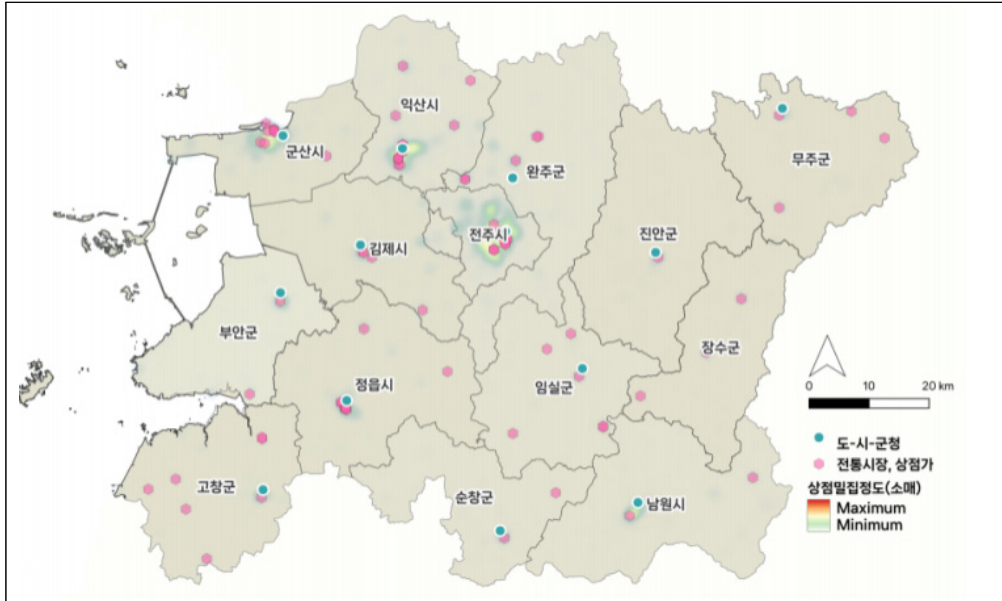 익산시
군산시
완주군
무주군
전주시
진안군
김제시
부안군
장수군
정읍시
임실군
고창군
순창군
남원시
0 10 20 km
도-시-군청
전통시장, 상점가
상점밀집정도(소매)
Maximum
Minimum